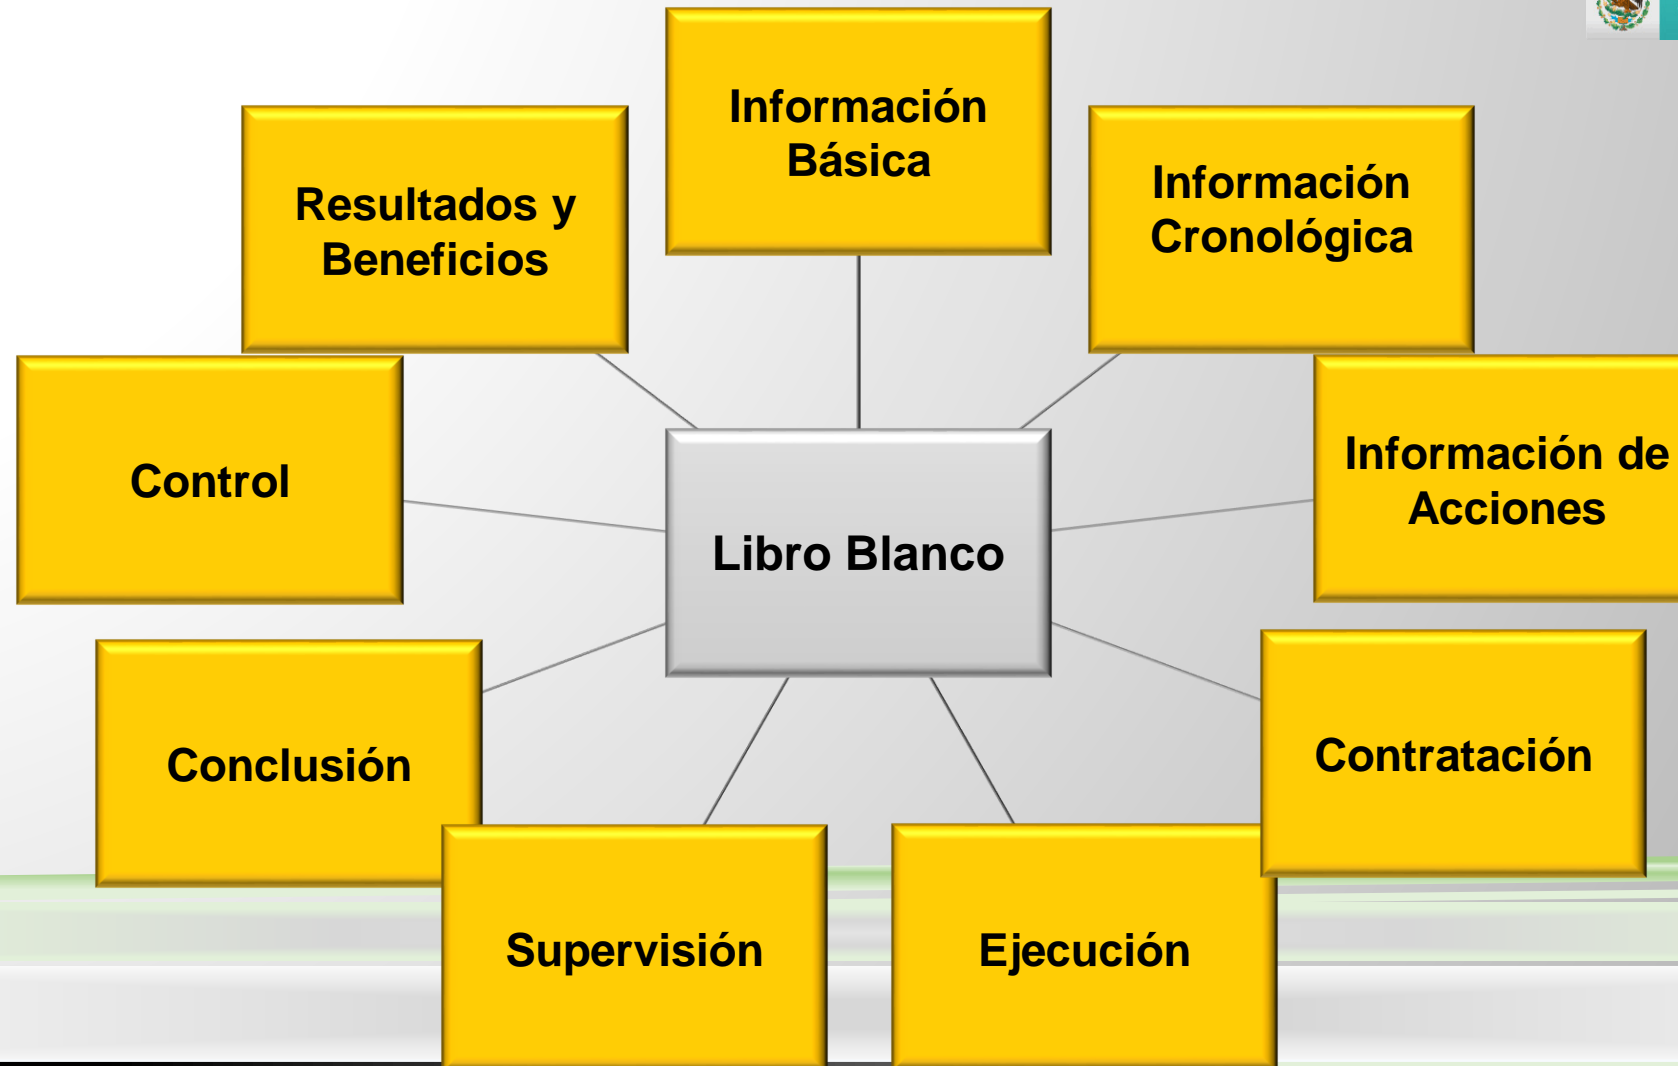 Información
Básica
Información
Cronológica
Resultados y
Beneficios
Información de
Acciones
Control
Libro Blanco
Contratación
Conclusión
Supervisión
Ejecución